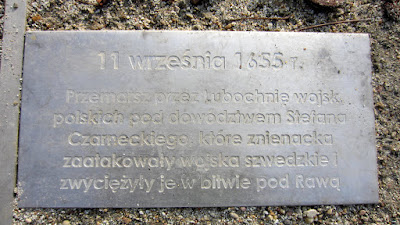 11 września 1655 r.
Przemarsz przez Lubochnię wojsk
polskich pod dowództwem Stefana
Czarneckiego, które znienacka
zaatakowały wojska szwedzkie i
zwyciężyły je w bitwie pod Rawą